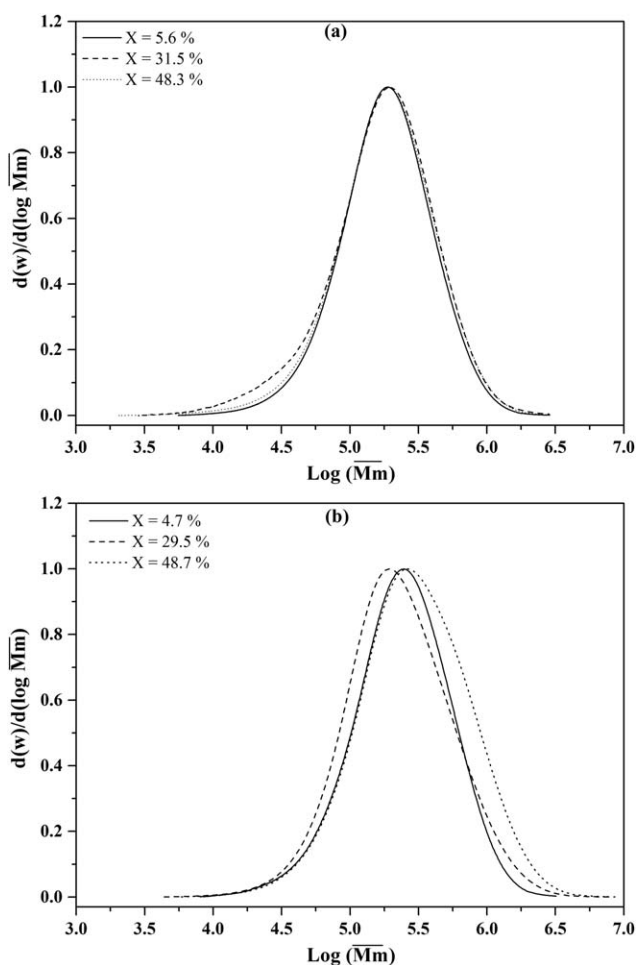 (a)
X = 5.6 %
X = 31.5 %
X = 48.3 %
1.2
1.0
0.8
0.6
0.4
0.2
0.0
d(w)/d(log M̅m̅)
3.0 3.5 4.0 4.5 5.0 5.5 6.0 6.5 7.0
Log (M̅m̅)
(b)
X = 4.7 %
X = 29.5 %
X = 48.7 %
1.2
1.0
0.8
0.6
0.4
0.2
0.0
d(w)/d(log M̅m̅)
3.0 3.5 4.0 4.5 5.0 5.5 6.0 6.5 7.0
Log (M̅m̅)